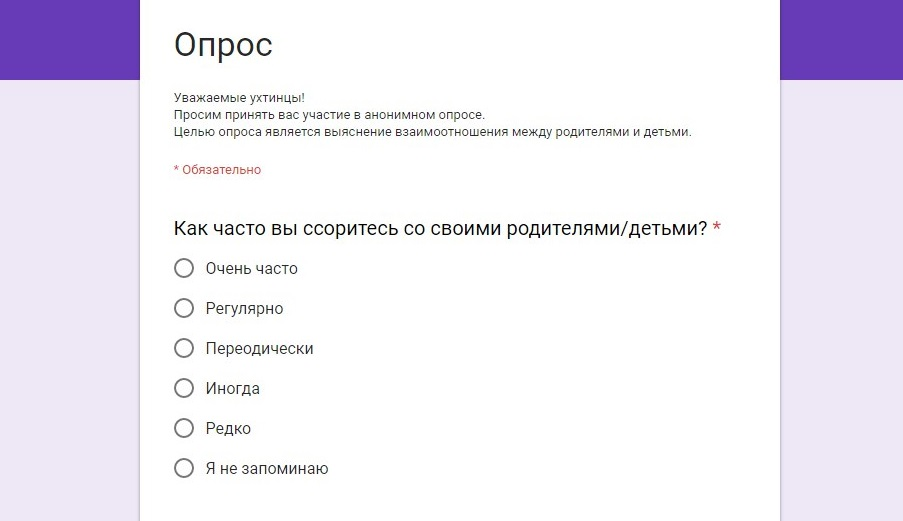 Опрос
Уважаемые ухтинцы!
Просим принять вас участие в анонимном опросе.
Целью опроса является выяснение взаимоотношения между родителями и детьми.
* Обязательно
Как часто вы ссоритесь со своими родителями/детьми? *
Очень часто
Регулярно
Переодически
Иногда
Редко
Я не запоминаю